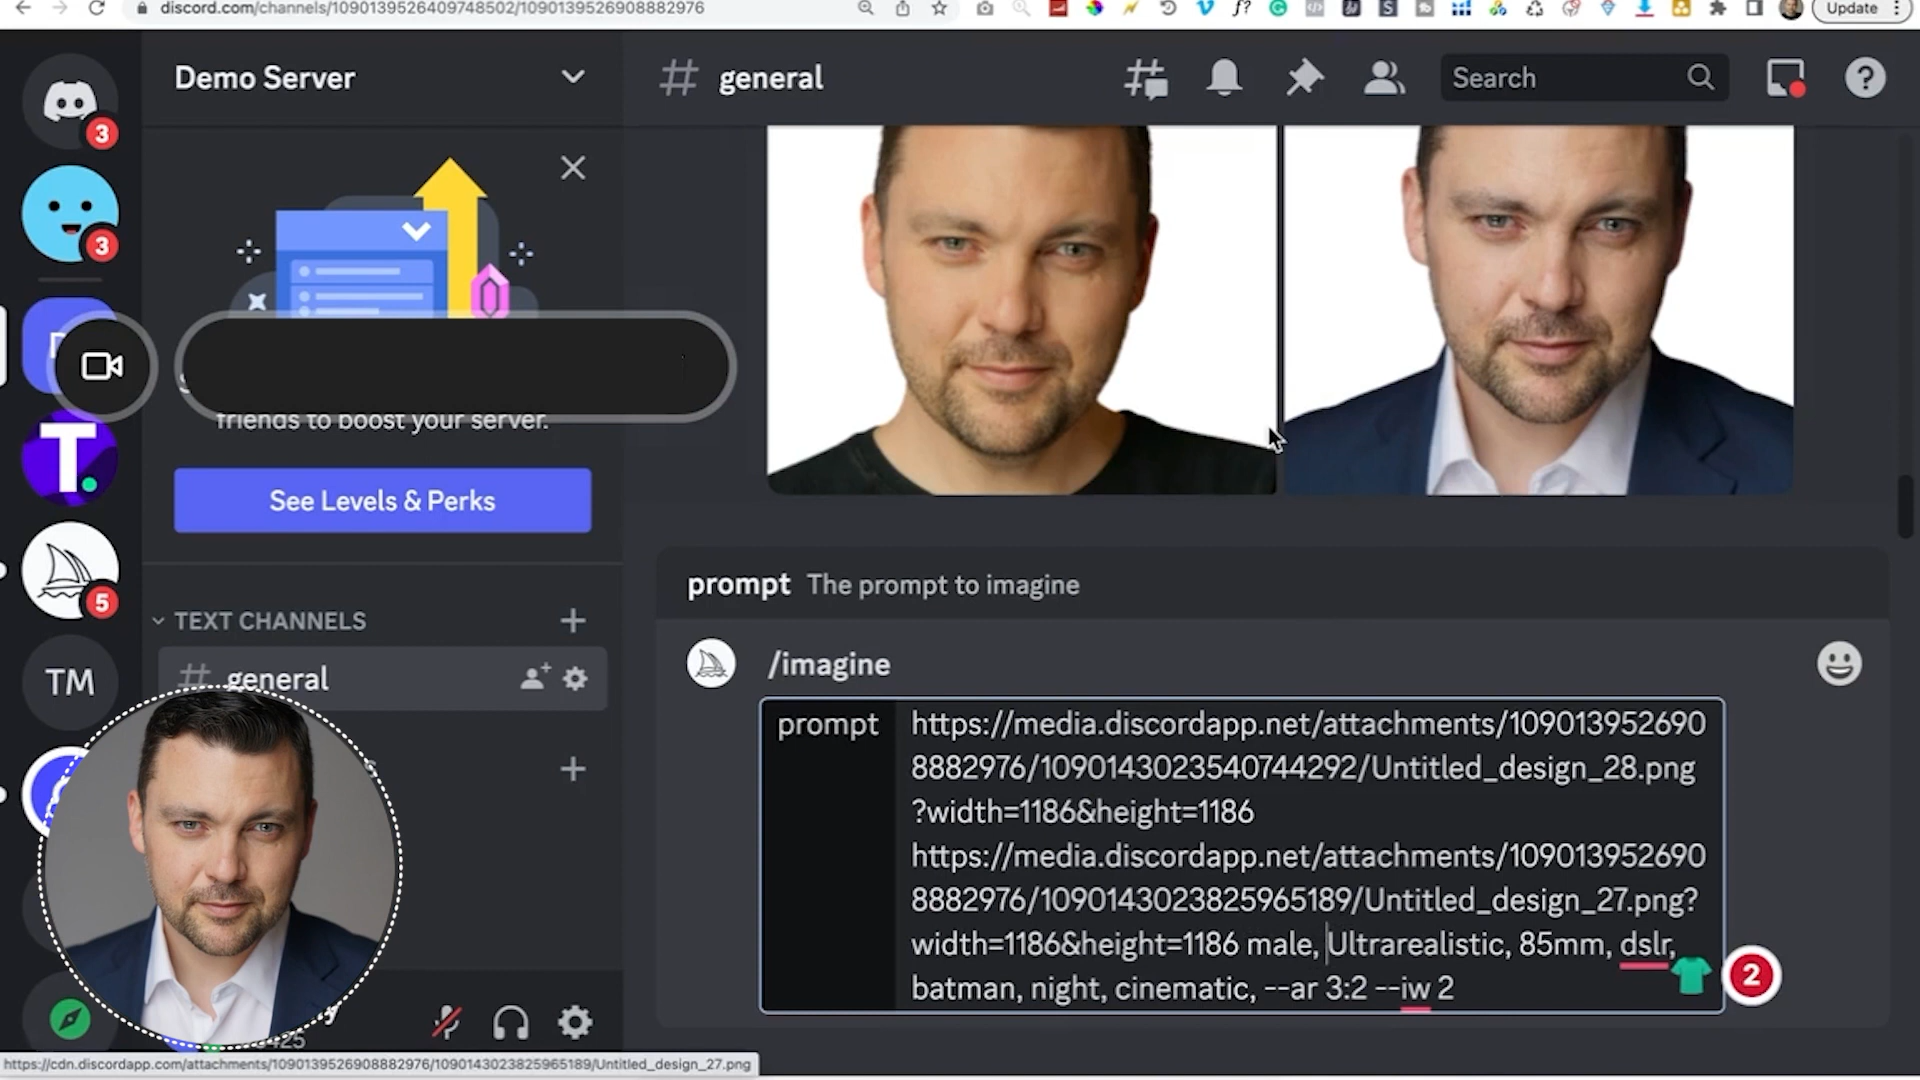 discord.com/channels/1090139526409748502/1090139526908882976
Update
Demo Server
general
Search
3
3
friends to boost your server.
See Levels & Perks
T.
5
TEXT CHANNELS
general
TM
prompt The prompt to imagine
/imagine
prompt
https://media.discordapp.net/attachments/109013952690
8882976/1090143023540744292/Untitled_design_28.png
?width=1186&height=1186
https://media.discordapp.net/attachments/109013952690
8882976/1090143023825965189/Untitled_design_27.png?
width=1186&height=1186 male, Ultrarealistic, 85mm, dslr,
batman, night, cinematic, --ar 3:2 --iw 2
2
https://cdn.discordapp.com/attachments/1090139526908882976/1090143023825965189/Untitled_design_27.png